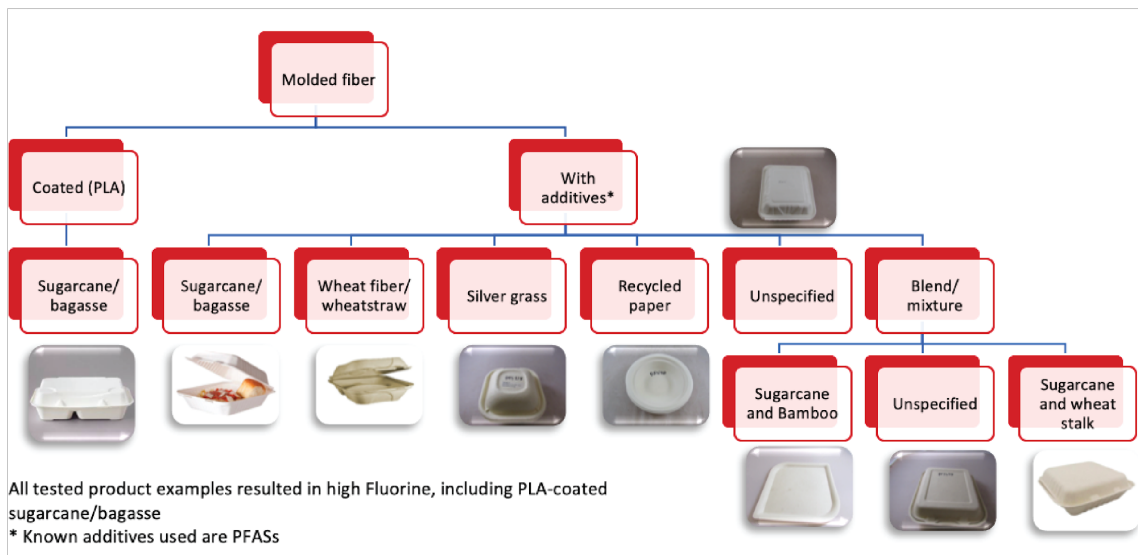 Molded fiber
Coated (PLA)
With
additives*
Sugarcane/
bagasse
Sugarcane/
bagasse
Wheat fiber/
wheatstraw
Silver grass
Recycled
paper
Unspecified
Blend/
mixture
Sugarcane
and Bamboo
Unspecified
Sugarcane
and wheat
stalk
All tested product examples resulted in high Fluorine, including PLA-coated
sugarcane/bagasse
* Known additives used are PFASs